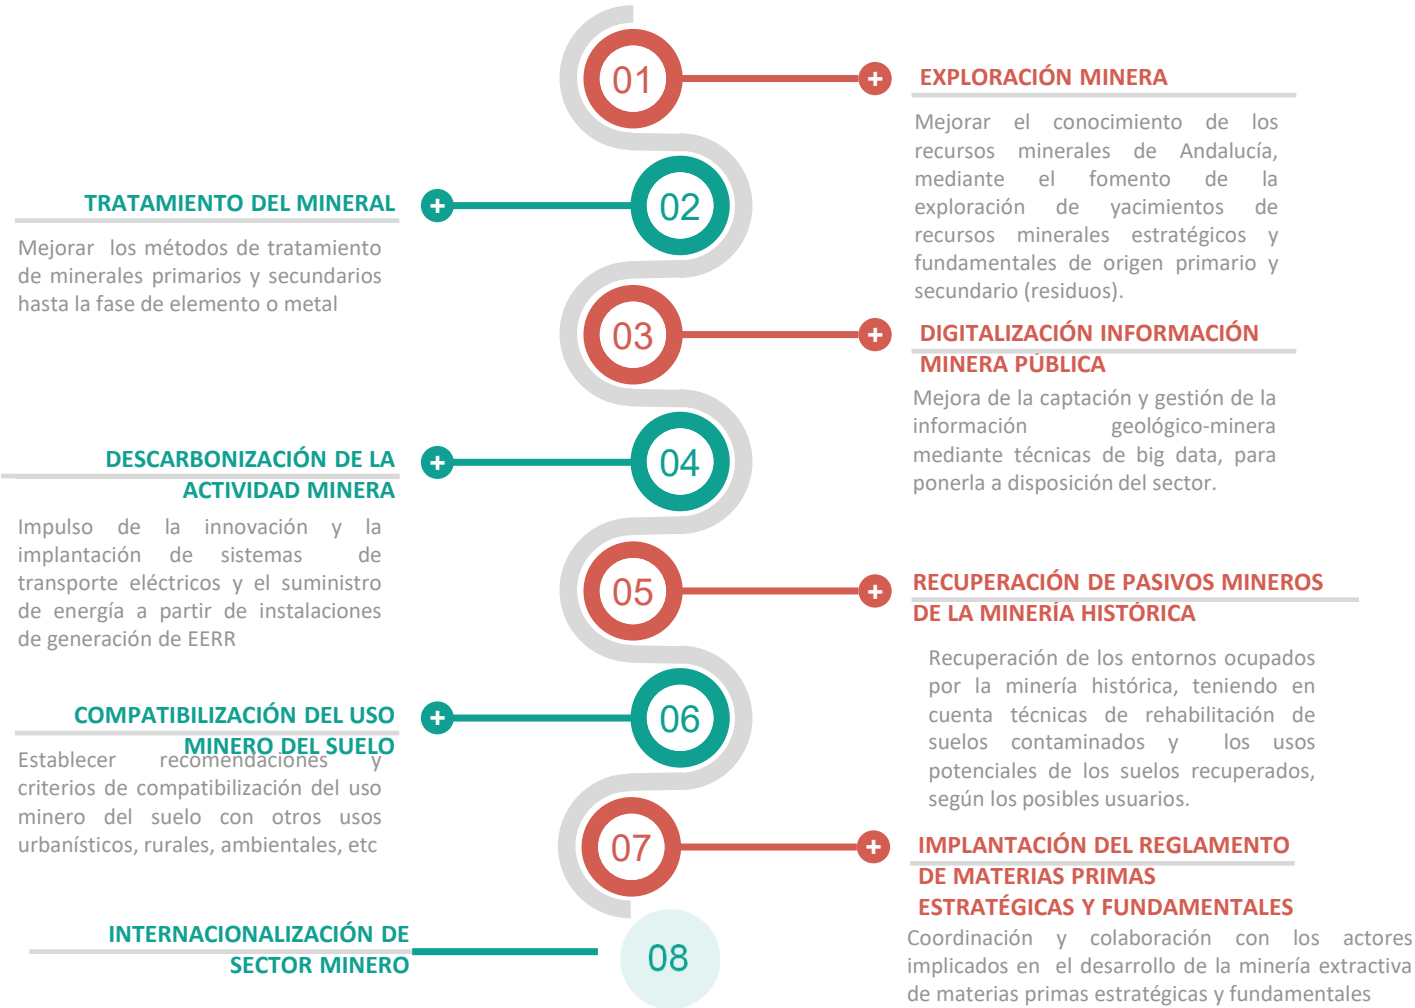 01
EXPLORACIÓN MINERA
Mejorar el conocimiento de los
recursos minerales de Andalucía,
mediante el fomento de la
exploración de yacimientos de
recursos minerales estratégicos y
fundamentales de origen primario y
secundario (residuos).
02
TRATAMIENTO DEL MINERAL
Mejorar los métodos de tratamiento
de minerales primarios y secundarios
hasta la fase de elemento o metal
03
DIGITALIZACIÓN INFORMACIÓN
MINERA PÚBLICA
Mejora de la captación y gestión de la
información geológico-minera
mediante técnicas de big data, para
ponerla a disposición del sector.
04
DESCARBONIZACIÓN DE LA
ACTIVIDAD MINERA
Impulso de la innovación y la
implantación de sistemas de
transporte eléctricos y el suministro
de energía a partir de instalaciones
de generación de EERR
05
RECUPERACIÓN DE PASIVOS MINEROS
DE LA MINERÍA HISTÓRICA
Recuperación de los entornos ocupados
por la minería histórica, teniendo en
cuenta técnicas de rehabilitación de
suelos contaminados y los usos
potenciales de los suelos recuperados,
según los posibles usuarios.
06
COMPATIBILIZACIÓN DEL USO
MINERO DEL SUELO
Establecer recomendaciones y
criterios de compatibilización del uso
minero del suelo con otros usos
urbanísticos, rurales, ambientales, etc
07
IMPLANTACIÓN DEL REGLAMENTO
DE MATERIAS PRIMAS
ESTRATÉGICAS Y FUNDAMENTALES
Coordinación y colaboración con los actores
implicados en el desarrollo de la minería extractiva
de materias primas estratégicas y fundamentales
08
INTERNACIONALIZACIÓN DE
SECTOR MINERO